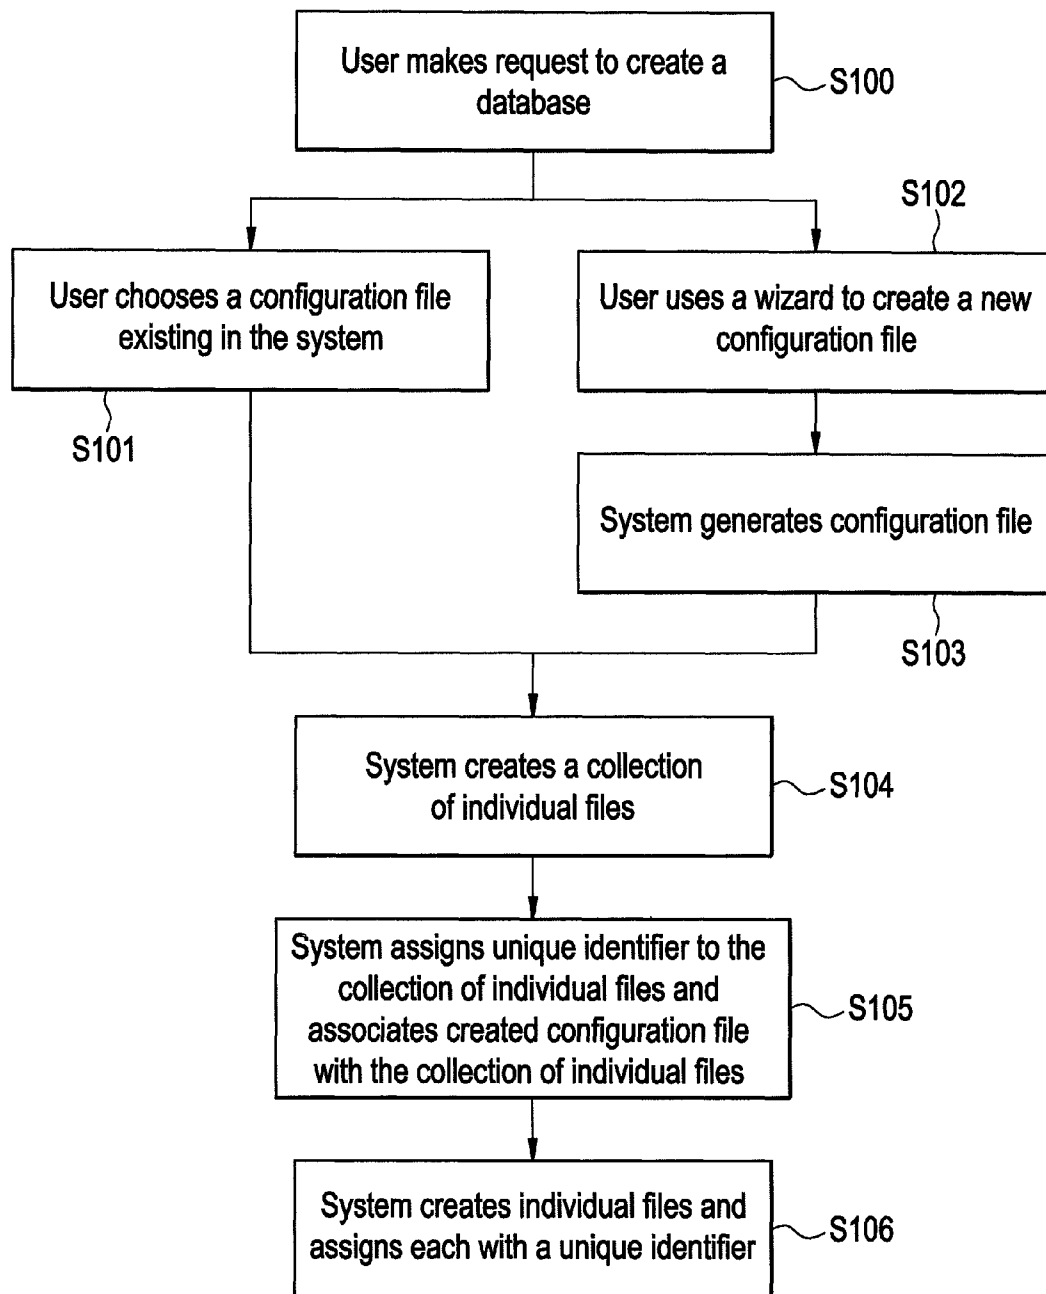 User makes request to create a
database
S100
S102
User chooses a configuration file
existing in the system
S101
User uses a wizard to create a new
configuration file
System generates configuration file
S103
System creates a collection
of individual files
S104
System assigns unique identifier to the
collection of individual files and
associates created configuration file
with the collection of individual files
S105
System creates individual files and
assigns each with a unique identifier
S106